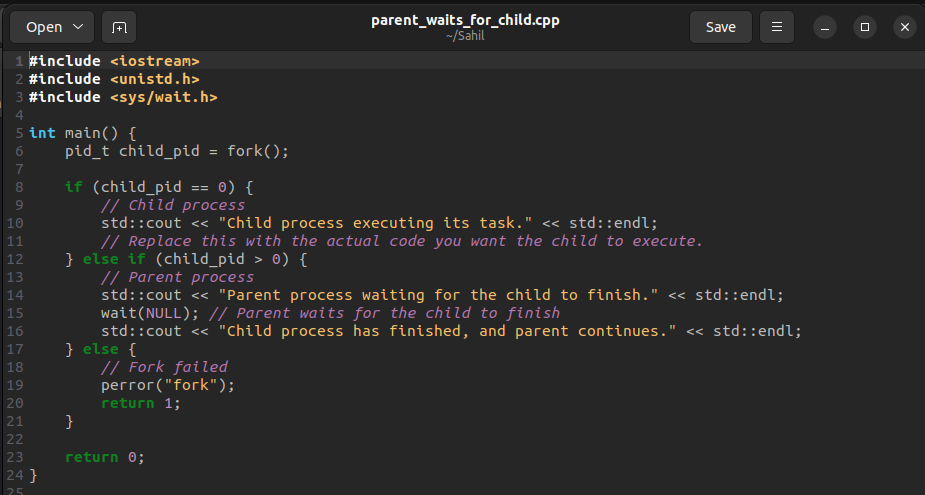 Open parent_waits_for_child.cpp Save
~/Sahil
1 #include <iostream>
2 #include <unistd.h>
3 #include <sys/wait.h>
4
5 int main() {
6     pid_t child_pid = fork();
7
8     if (child_pid == 0) {
9         // Child process
10         std::cout << "Child process executing its task." << std::endl;
11         // Replace this with the actual code you want the child to execute.
12     } else if (child_pid > 0) {
13         // Parent process
14         std::cout << "Parent process waiting for the child to finish." << std::endl;
15         wait(NULL); // Parent waits for the child to finish
16         std::cout << "Child process has finished, and parent continues." << std::endl;
17     } else {
18         // Fork failed
19         perror("fork");
20         return 1;
21     }
22
23     return 0;
24 }
25